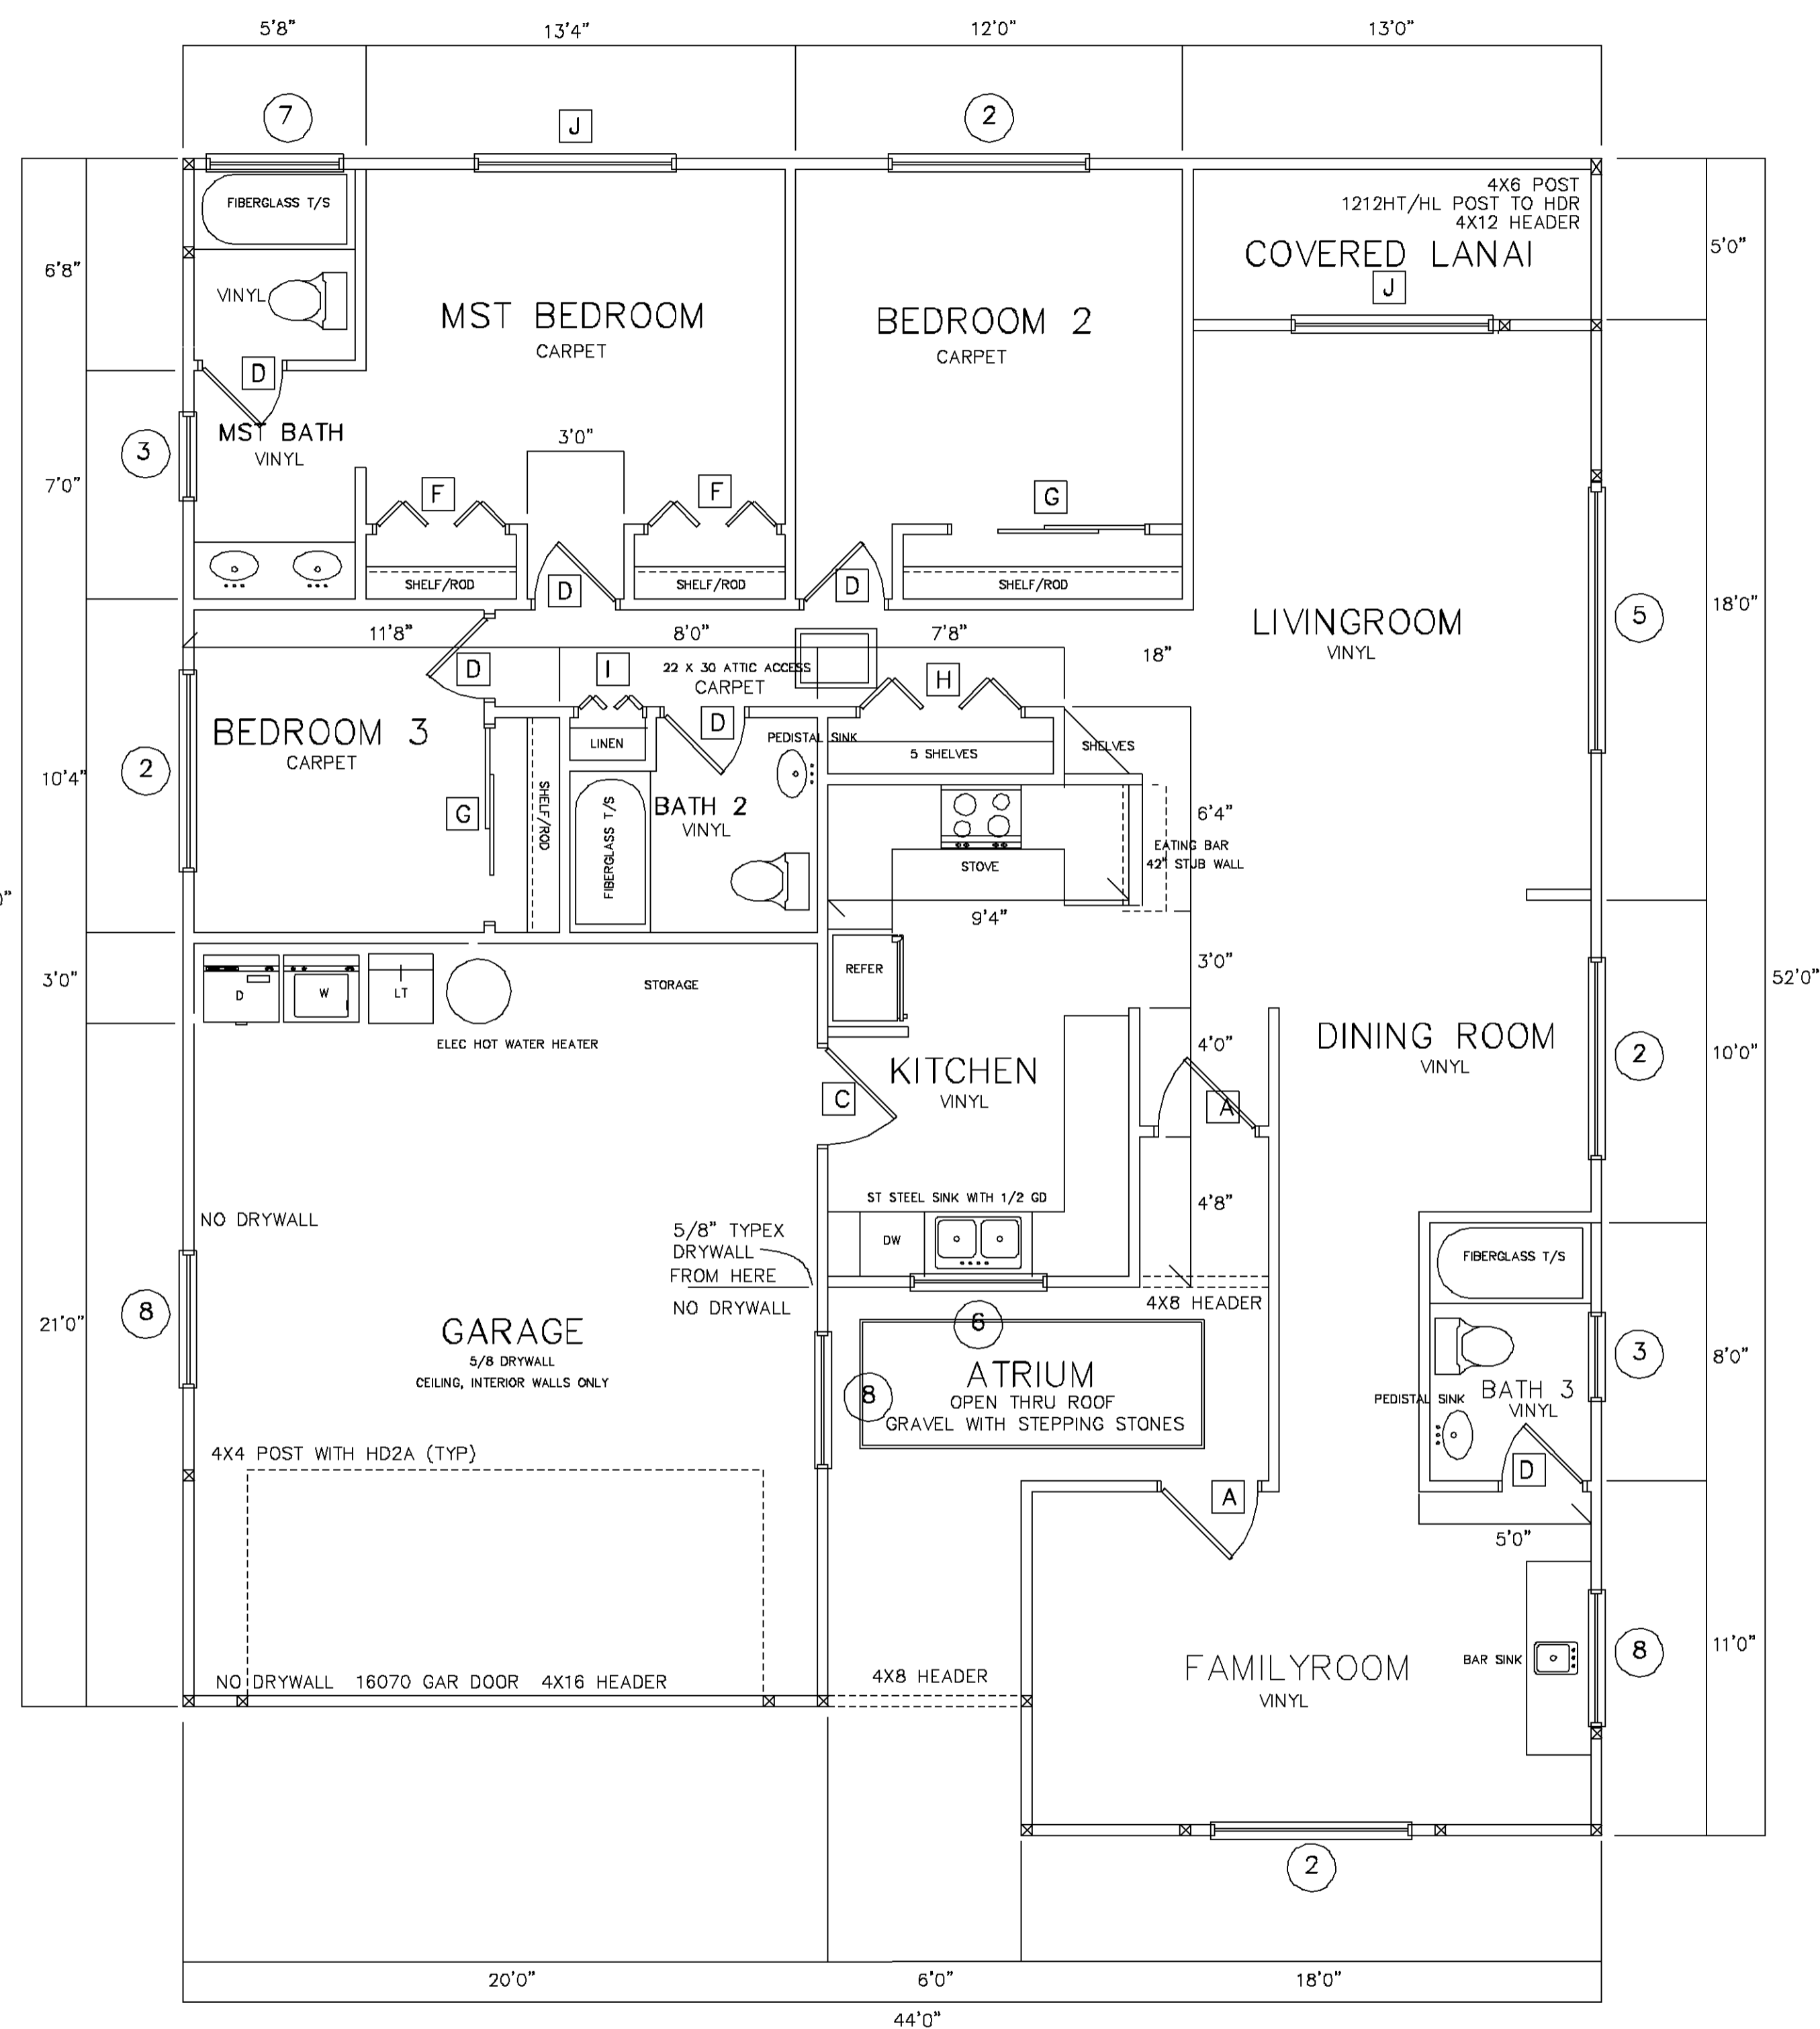 5'8" 13'4" 12'0" 13'0"
7 J 2
FIBERGLASS T/S
4X6 POST
1212HT/HL POST TO HDR
4X12 HEADER
COVERED LANAI
5'0"
6'8"
J
VINYL
MST BEDROOM
CARPET
BEDROOM 2
CARPET
D
3
MST BATH
VINYL
3'0"
7'0"
F F G
SHELF/ROD SHELF/ROD SHELF/ROD
D D
LIVINGROOM
VINYL
5
18'0"
11'8" 8'0" 7'8"
18"
D I
22 X 30 ATTIC ACCESS
CARPET
H
D
BEDROOM 3
CARPET
LINEN
PEDISTAL SINK
5 SHELVES
SHELVES
2
10'4"
G
SHELF/ROD
FIBERGLASS T/S
BATH 2
VINYL
6'4"
EATING BAR
42" STUB WALL
STOVE
9'4"
0"
3'0"
D W LT
STORAGE
REFER
3'0"
52'0"
ELEC HOT WATER HEATER
KITCHEN
VINYL
C
4'0"
A
DINING ROOM
VINYL
2
10'0"
NO DRYWALL
5/8" TYPEX
DRYWALL
FROM HERE
NO DRYWALL
ST STEEL SINK WITH 1/2 GD
DW
4'8"
4X8 HEADER
FIBERGLASS T/S
8
21'0"
GARAGE
5/8 DRYWALL
CEILING, INTERIOR WALLS ONLY
6
8
ATRIUM
OPEN THRU ROOF
GRAVEL WITH STEPPING STONES
3
8'0"
PEDISTAL SINK
BATH 3
VINYL
4X4 POST WITH HD2A (TYP)
A
D
5'0"
NO DRYWALL 16070 GAR DOOR 4X16 HEADER
4X8 HEADER
FAMILYROOM
VINYL
BAR SINK
8
11'0"
2
20'0" 6'0" 18'0"
44'0"